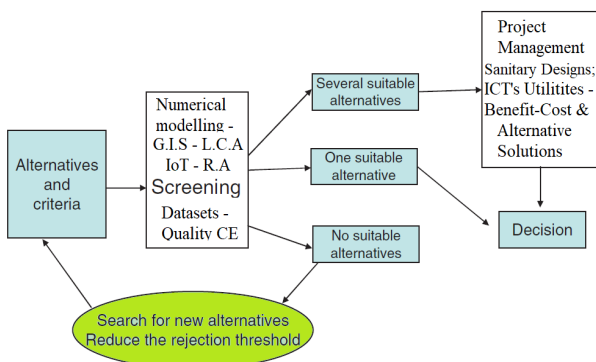 Alternatives
and
criteria
Numerical
modelling -
G.I.S - L.C.A
IoT - R.A
Screening
Datasets -
Quality CE
Several suitable
alternatives
One suitable
alternative
No suitable
alternatives
Project
Management
Sanitary Designs;
ICT's Utilitites -
Benefit-Cost &
Alternative
Solutions
Decision
Search for new alternatives
Reduce the rejection threshold